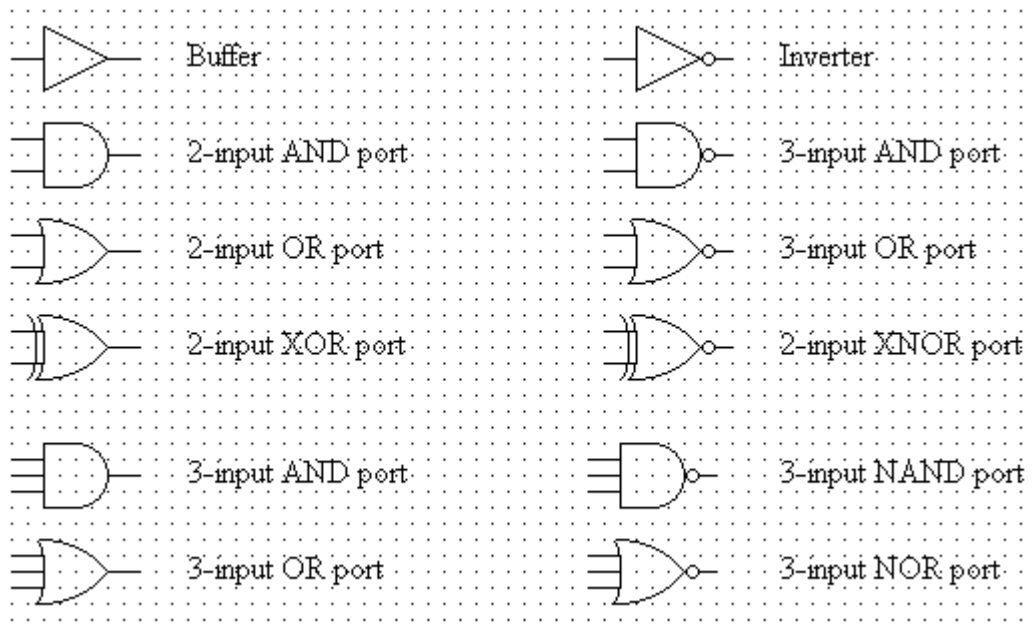 Buffer
Inverter
2-input AND port
3-input AND port
2-input OR port
3-input OR port
2-input XOR port
2-input XNOR port
3-input AND port
3-input NAND port
3-input OR port
3-input NOR port